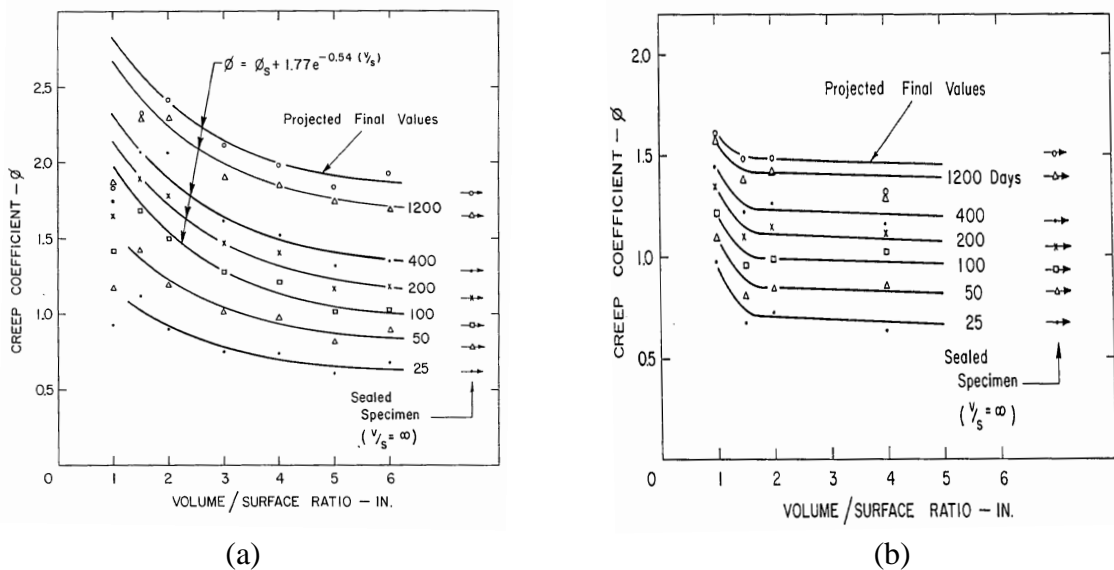 2.5
2.0
1.5
1.0
0.5
0
CREEP COEFFICIENT – Ø
Ø = Øs + 1.77e^-0.54 (v/s)
Projected Final Values
1200
400
200
100
50
25
Sealed
Specimen
(V/S = ∞)
1 2 3 4 5 6
VOLUME/SURFACE RATIO – IN.
(a)
2.0
1.5
1.0
0.5
0
CREEP COEFFICIENT – Ø
Projected Final Values
1200 Days
400
200
100
50
25
Sealed
Specimen
(V/S = ∞)
1 2 3 4 5 6
VOLUME/SURFACE RATIO – IN.
(b)